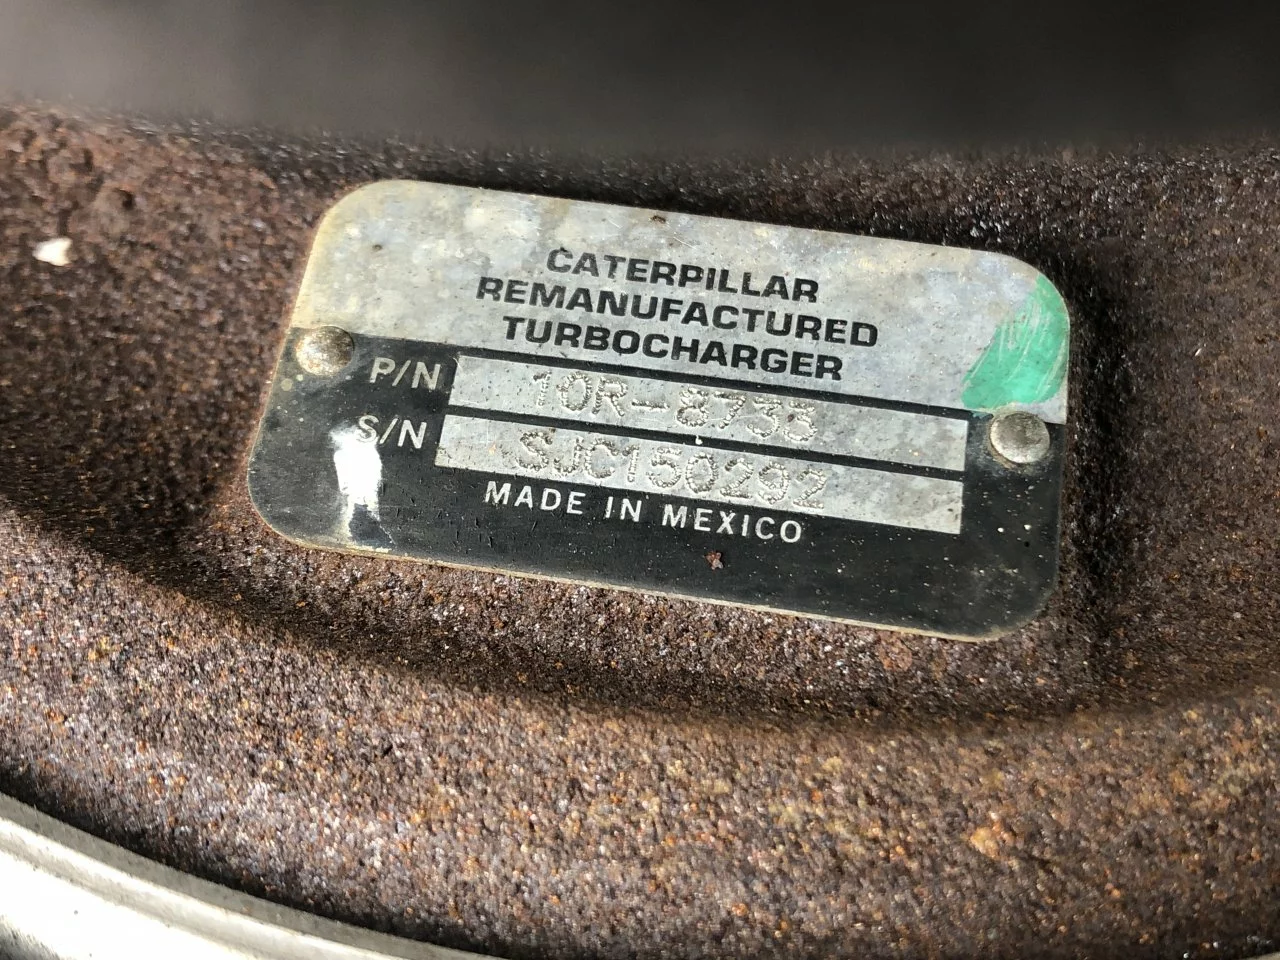 CATERPILLAR
REMANUFACTURED
TURBOCHARGER
P/N 10R-8733
S/N SJC150292
MADE IN MEXICO